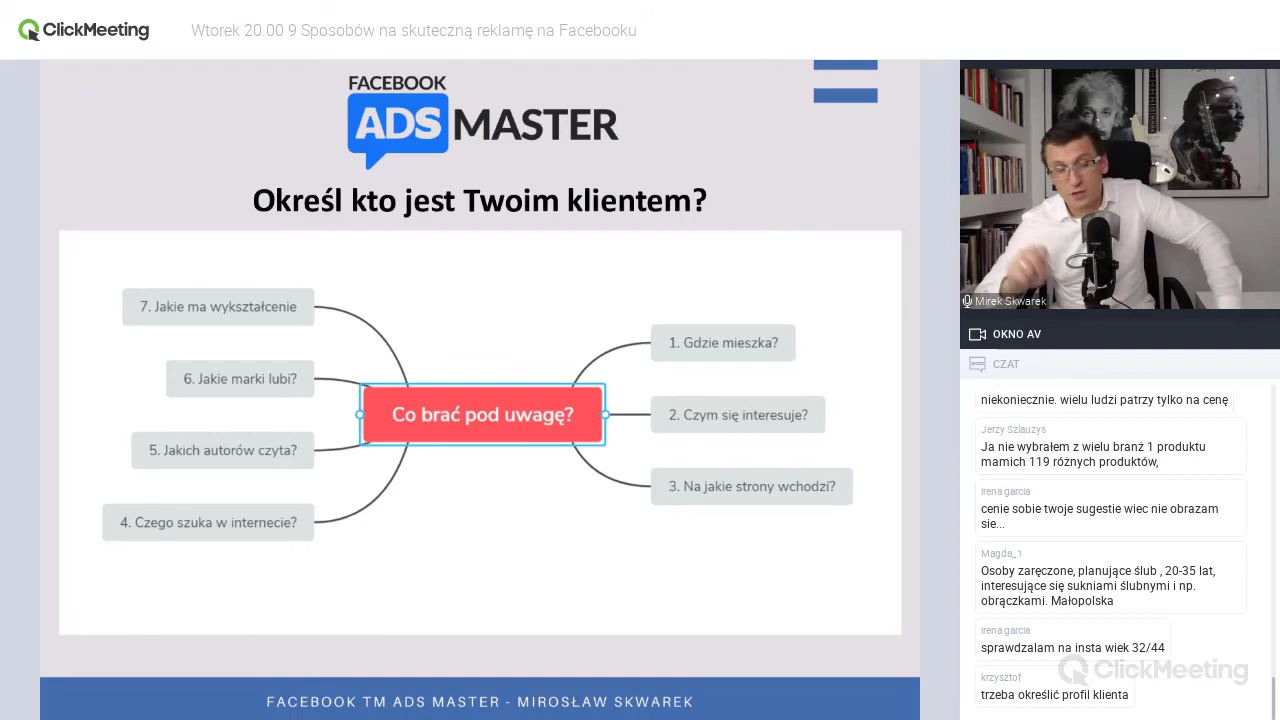 ClickMeeting
Wtorek 20.00 9 Sposobów na skuteczną reklamę na Facebooku
FACEBOOK
ADS MASTER
Określ kto jest Twoim klientem?
7. Jakie ma wykształcenie
6. Jakie marki lubi?
5. Jakich autorów czyta?
4. Czego szuka w internecie?
Co brać pod uwagę?
1. Gdzie mieszka?
2. Czym się interesuje?
3. Na jakie strony wchodzi?
FACEBOOK TM ADS MASTER - MIROSŁAW SKWAREK
Mirek Skwarek
OKNO AV
CZAT
niekoniecznie. wielu ludzi patrzy tylko na cenę
Jerzy Szlauzys
Ja nie wybrałem z wielu branż 1 produktu
mamich 119 różnych produktów,
irena garcia
cenie sobie twoje sugestie wiec nie obrazam
sie...
Magda_1
Osoby zaręczone, planujące ślub , 20-35 lat,
interesujące się sukniami ślubnymi i np.
obrączkami. Małopolska
irena garcia
sprawdzalam na insta wiek 32/44
krzysztof
trzeba określić profil klienta
ClickMeeting